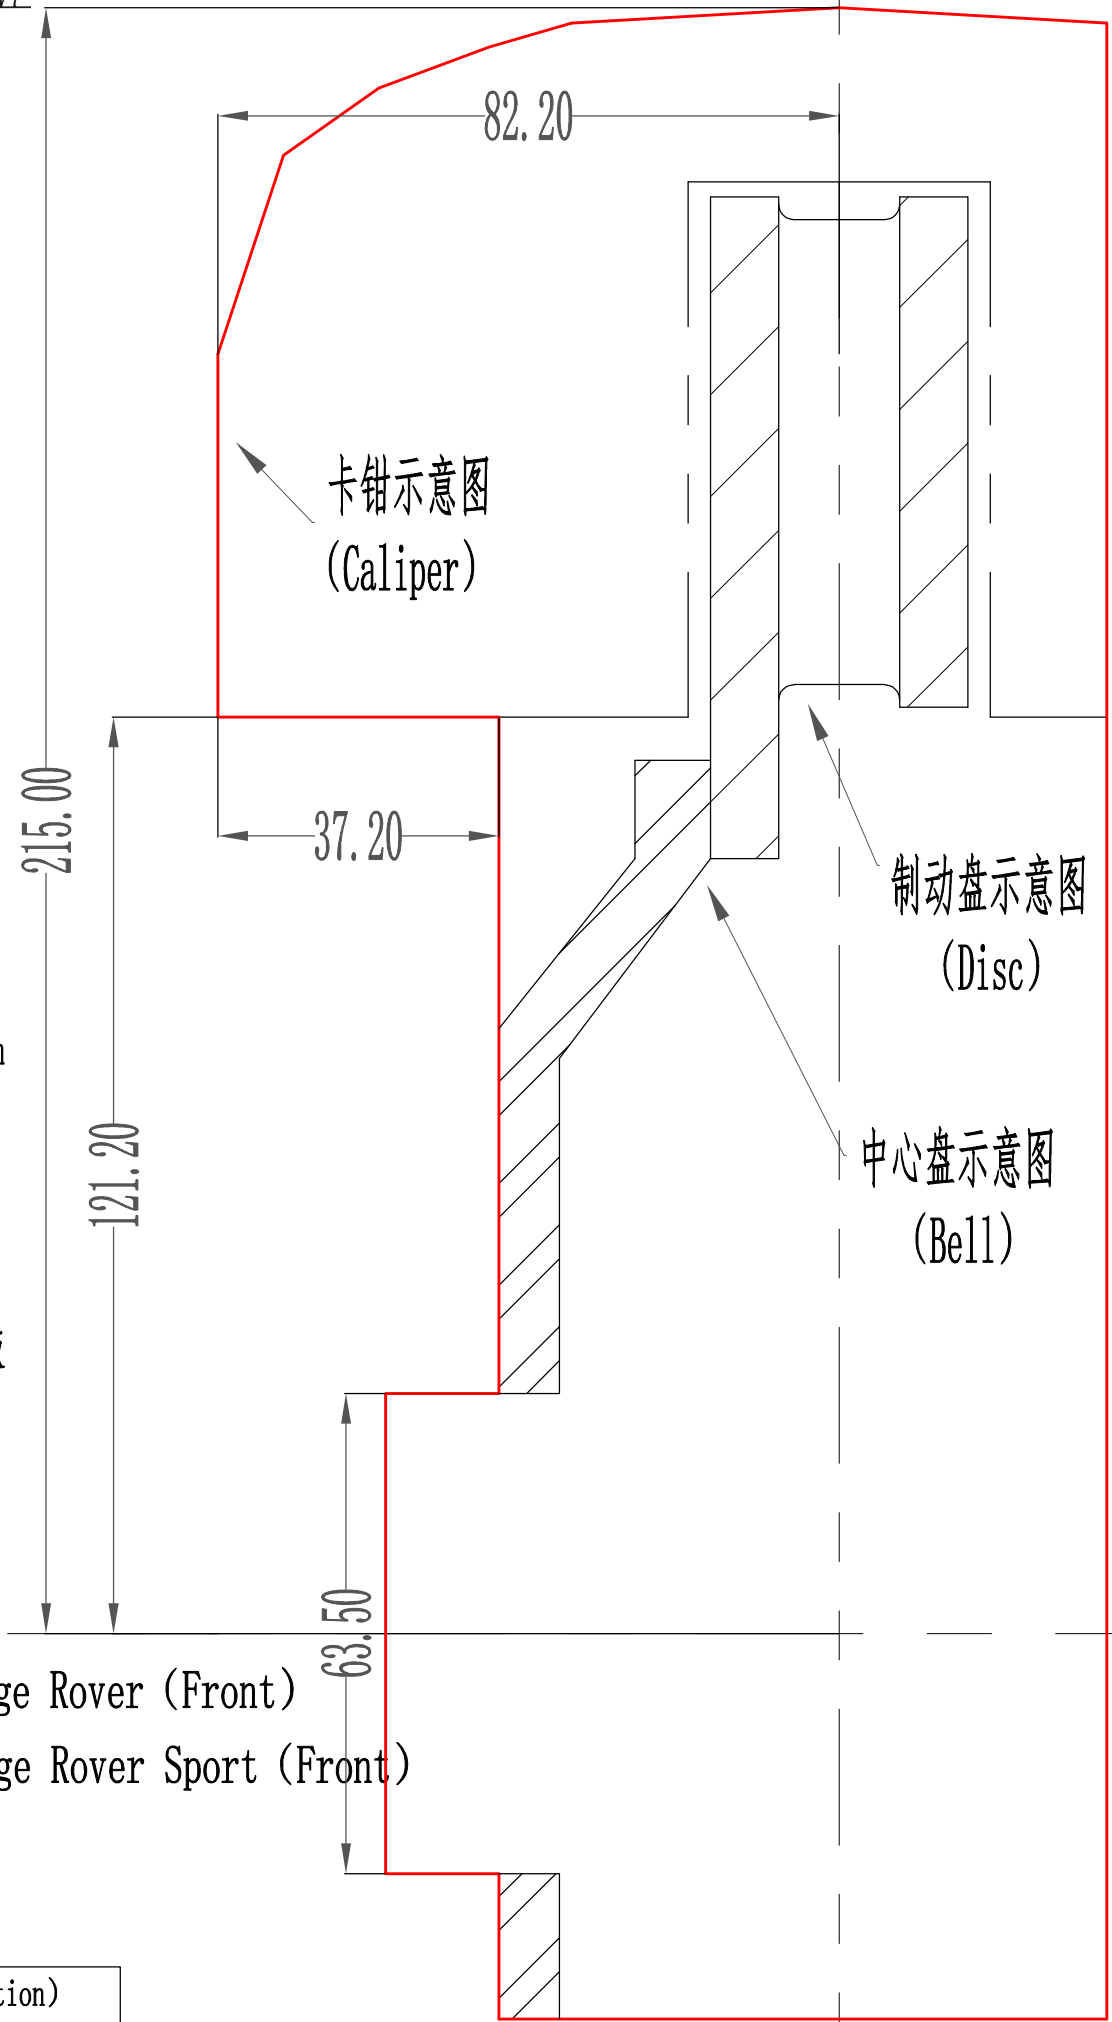 82.20
卡钳示意图
(Caliper)
215.00
37.20
制动盘示意图
(Disc)
121.20
中心盘示意图
(Bell)
63.50
ge Rover (Front)
ge Rover Sport (Front)
tion)